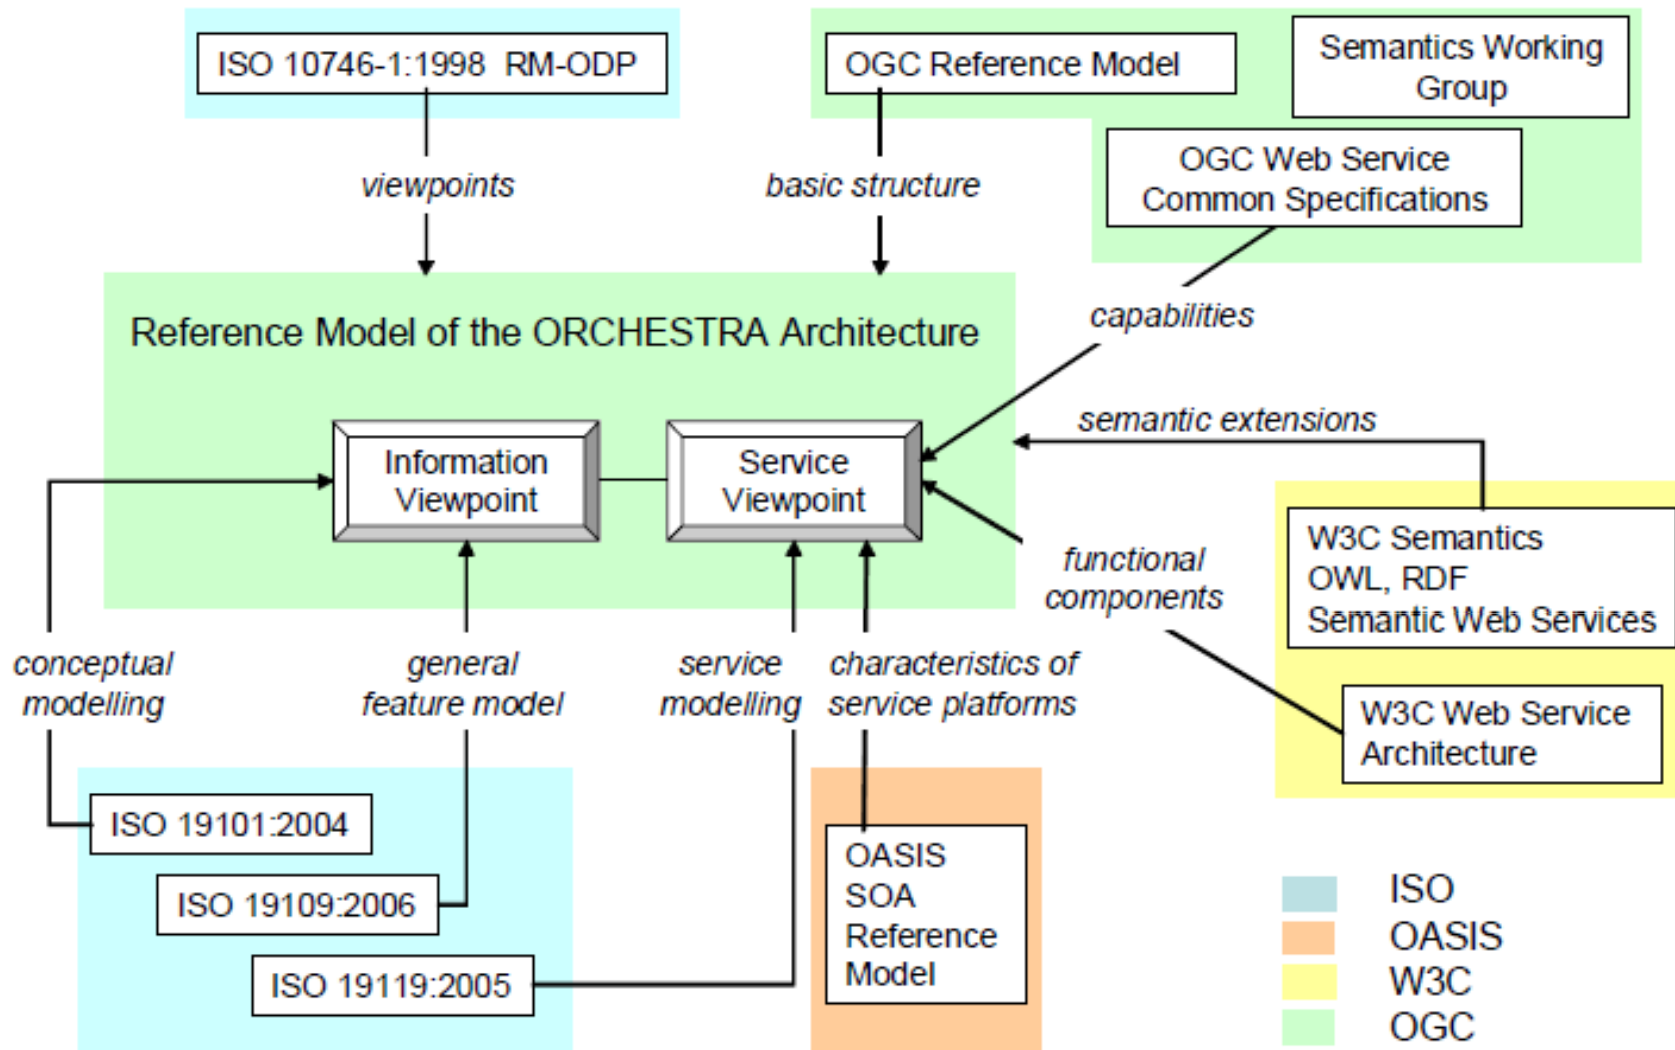 ISO 10746-1:1998 RM-ODP
OGC Reference Model
Semantics Working
Group
OGC Web Service
Common Specifications
viewpoints
basic structure
capabilities
Reference Model of the ORCHESTRA Architecture
semantic extensions
Information
Viewpoint
Service
Viewpoint
W3C Semantics
OWL, RDF
Semantic Web Services
functional
components
conceptual
modelling
general
feature model
service
modelling
characteristics of
service platforms
W3C Web Service
Architecture
ISO 19101:2004
ISO 19109:2006
ISO 19119:2005
OASIS
SOA
Reference
Model
ISO
OASIS
W3C
OGC